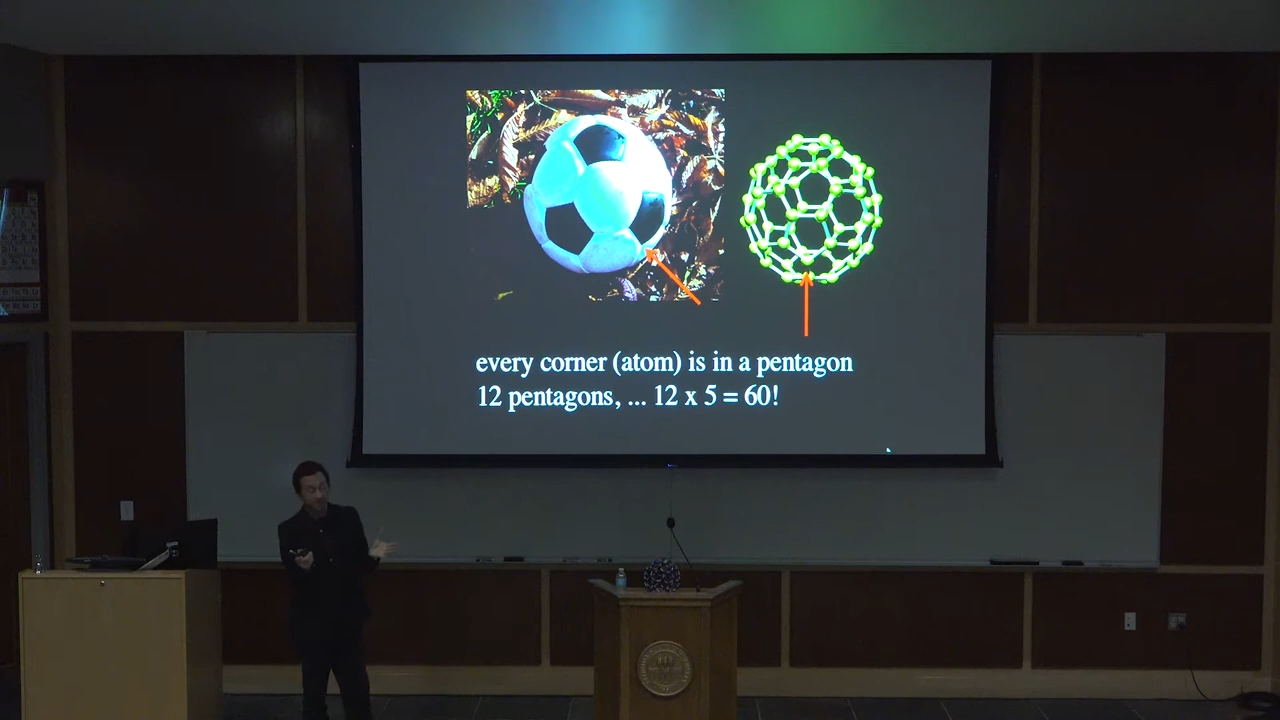 every corner (atom) is in a pentagon
12 pentagons, ... 12 x 5 = 60!